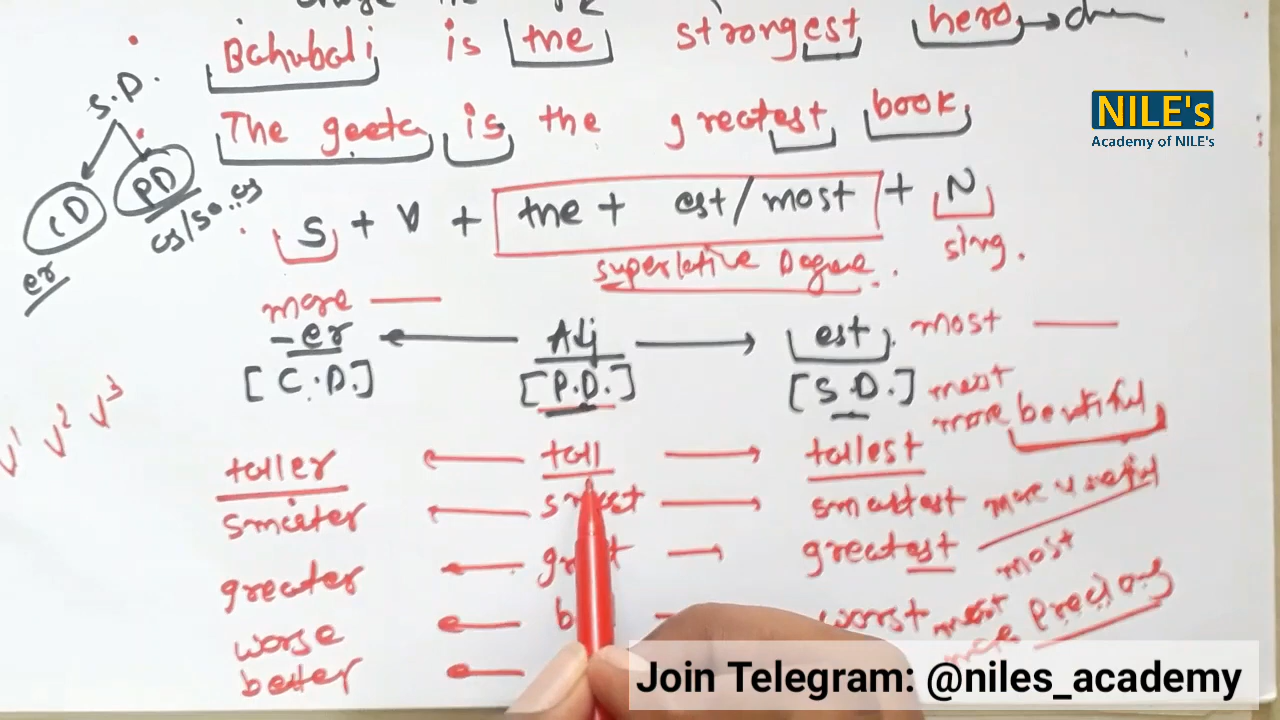 Bahubali is the strongest hero
S.D.
The geeta is the greatest book
NILE's
Academy of NILE's
CD PD
er
S + V + the + est/most + N
superlative Degree.
sing.
more
-er Adj est most
[C.D.] [P.D.] [S.D.] most
more beautiful
V1 V2 V3
taller tall tallest
smarter smartest more useful
greater greatest most
worse worst most
more precious
better
Join Telegram: @niles_academy